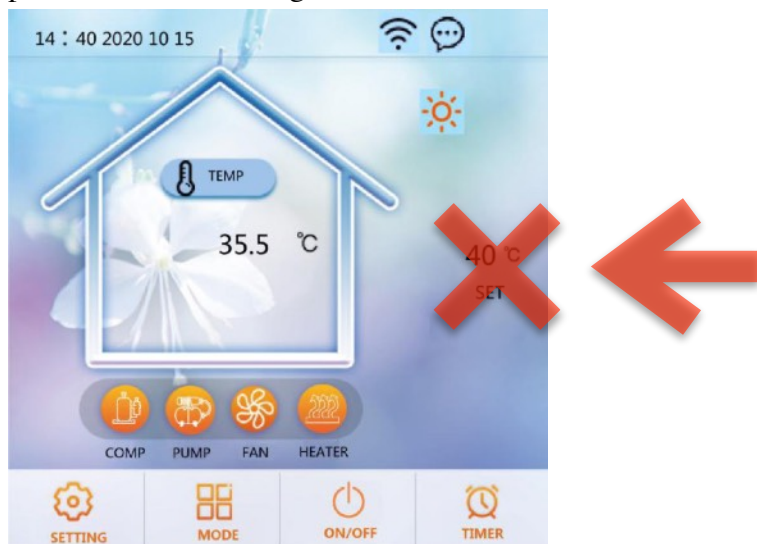 14 : 40 2020 10 15
TEMP
35.5 ℃
40 ℃
SET
COMP PUMP FAN HEATER
SETTING MODE ON/OFF TIMER